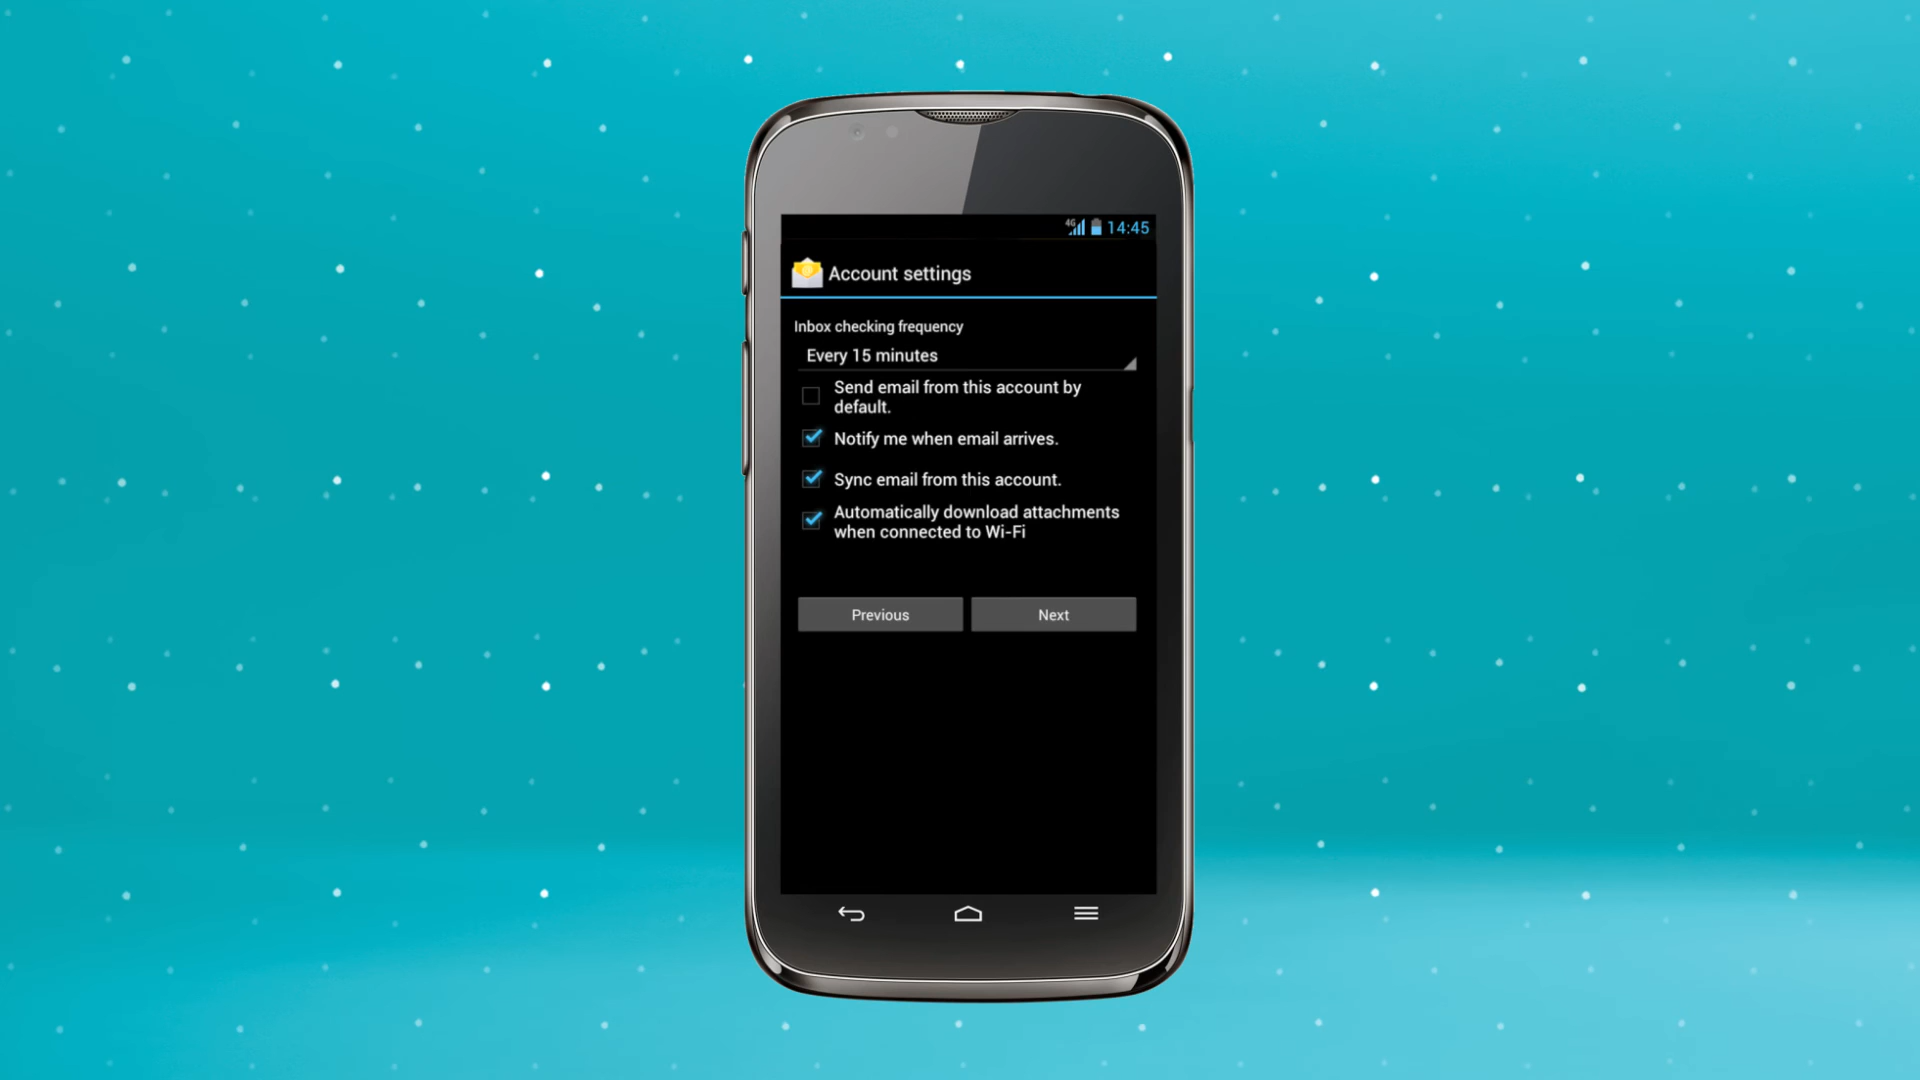 4G 14:45
Account settings
Inbox checking frequency
Every 15 minutes
Send email from this account by
default.
Notify me when email arrives.
Sync email from this account.
Automatically download attachments
when connected to Wi-Fi
Previous Next